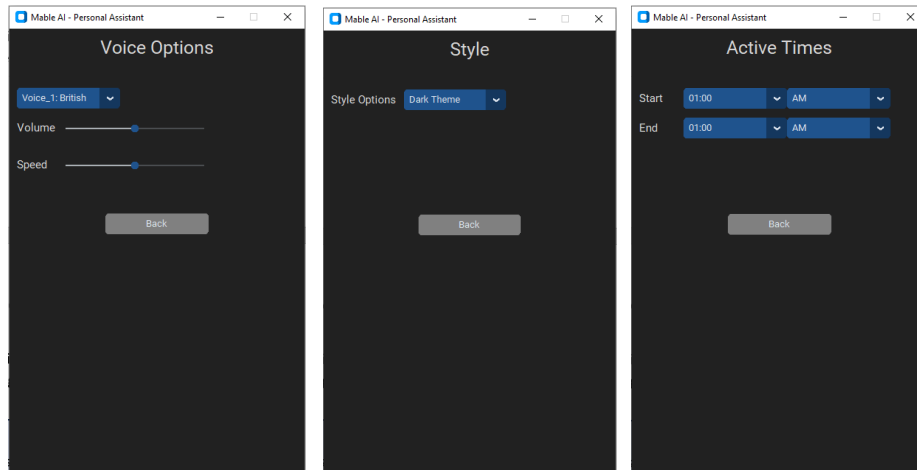 Mable AI - Personal Assistant
Voice Options
Voice_1: British
Volume
Speed
Back
Mable AI - Personal Assistant
Style
Style Options Dark Theme
Back
Mable AI - Personal Assistant
Active Times
Start 01:00 AM
End 01:00 AM
Back